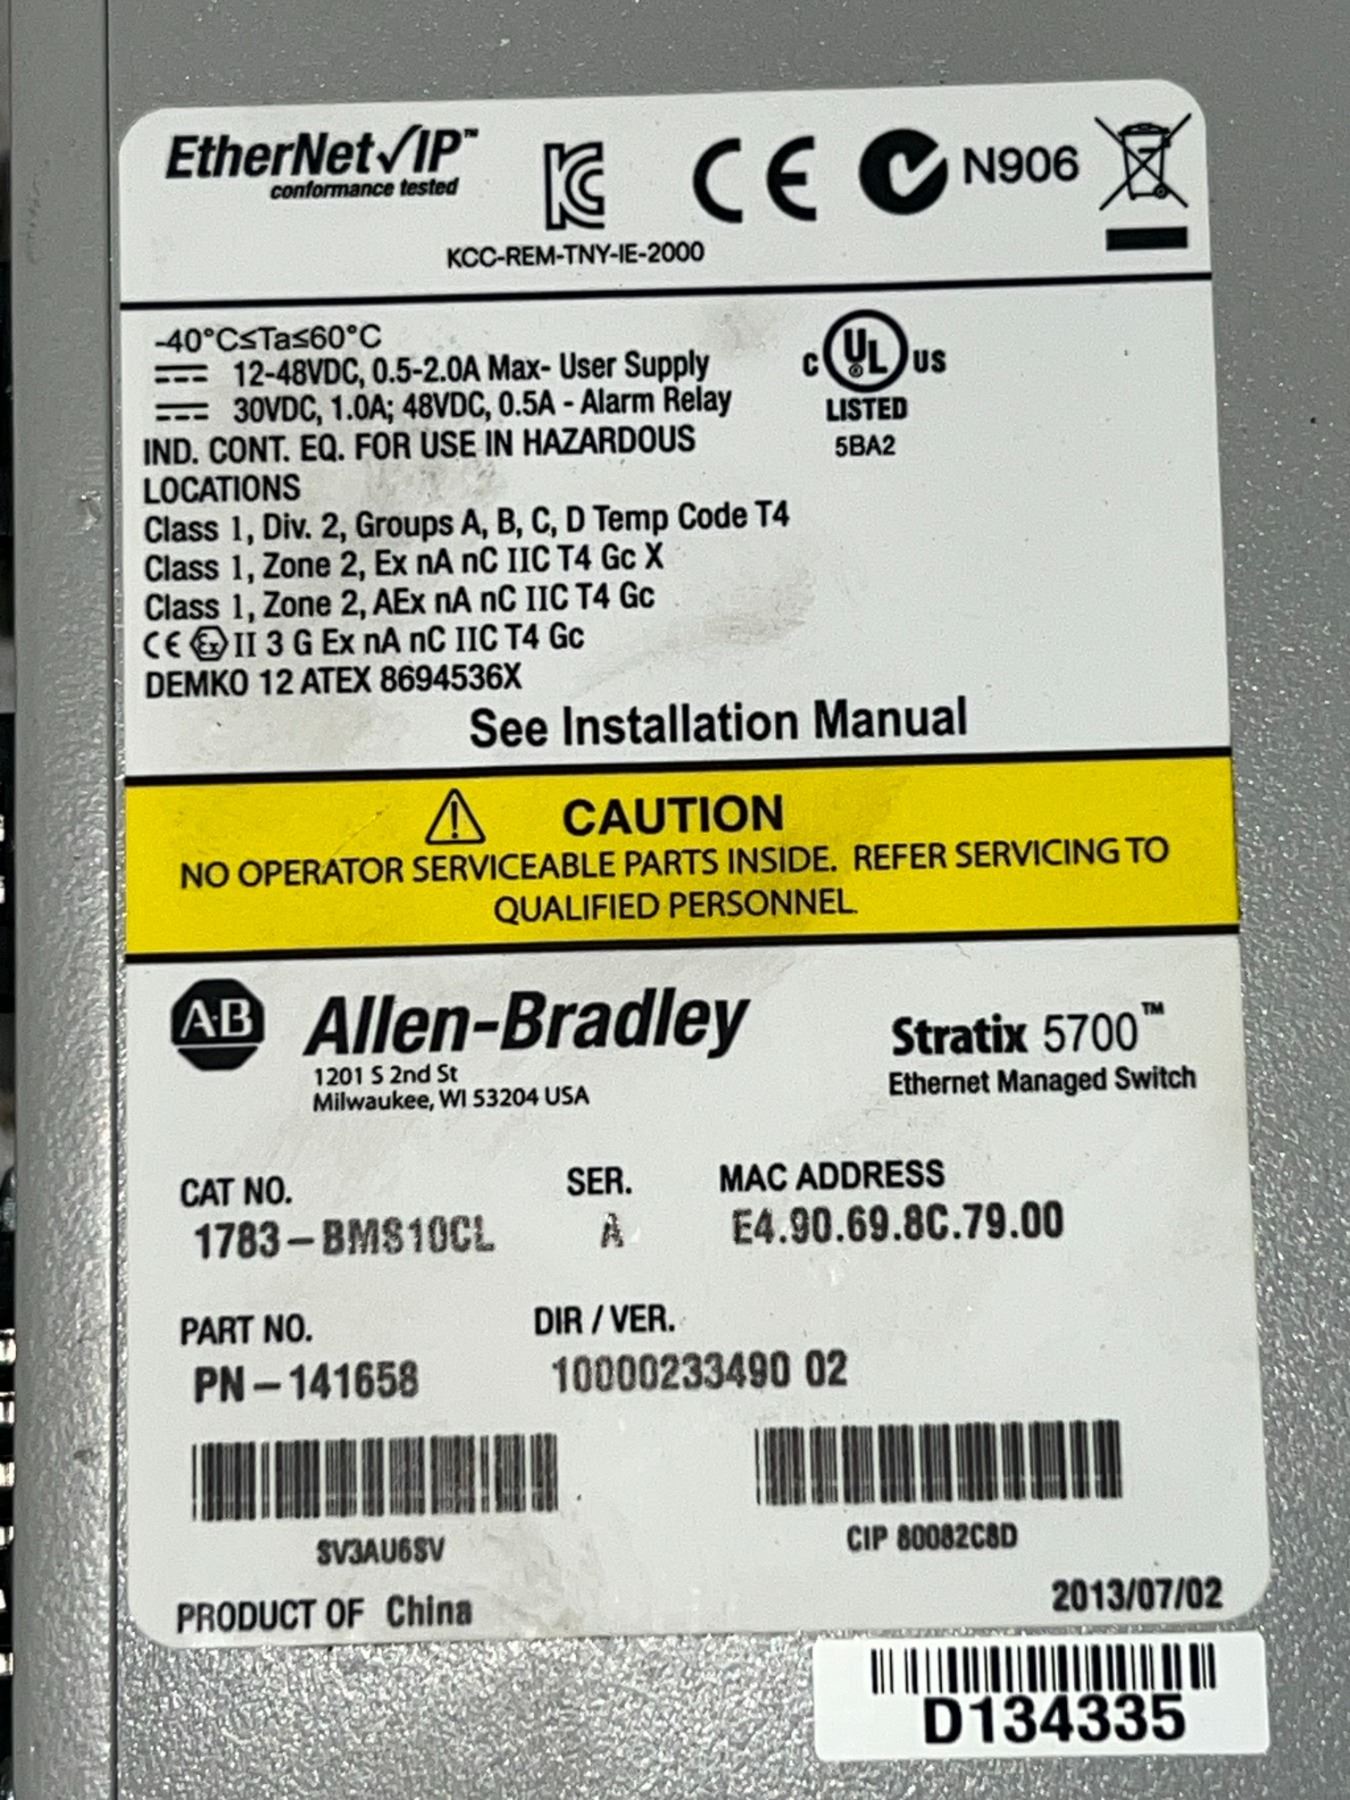 EtherNet/IP™
conformance tested
KC CE N906
KCC-REM-TNY-IE-2000
-40°C≤Ta≤60°C
12-48VDC, 0.5-2.0A Max- User Supply
30VDC, 1.0A; 48VDC, 0.5A - Alarm Relay
C UL US
LISTED
5BA2
IND. CONT. EQ. FOR USE IN HAZARDOUS
LOCATIONS
Class 1, Div. 2, Groups A, B, C, D Temp Code T4
Class 1, Zone 2, Ex nA nC IIC T4 Gc X
Class 1, Zone 2, AEx nA nC IIC T4 Gc
CE Ex II 3 G Ex nA nC IIC T4 Gc
DEMKO 12 ATEX 8694536X
See Installation Manual
CAUTION
NO OPERATOR SERVICEABLE PARTS INSIDE. REFER SERVICING TO
QUALIFIED PERSONNEL.
A·B Allen-Bradley
1201 S 2nd St
Milwaukee, WI 53204 USA
Stratix 5700™
Ethernet Managed Switch
CAT NO. SER. MAC ADDRESS
1783-BMS10CL A E4.90.69.8C.79.00
PART NO. DIR / VER.
PN-141658 10000233490 02
SV3AU6SV CIP 80082C8D
PRODUCT OF China 2013/07/02
D134335